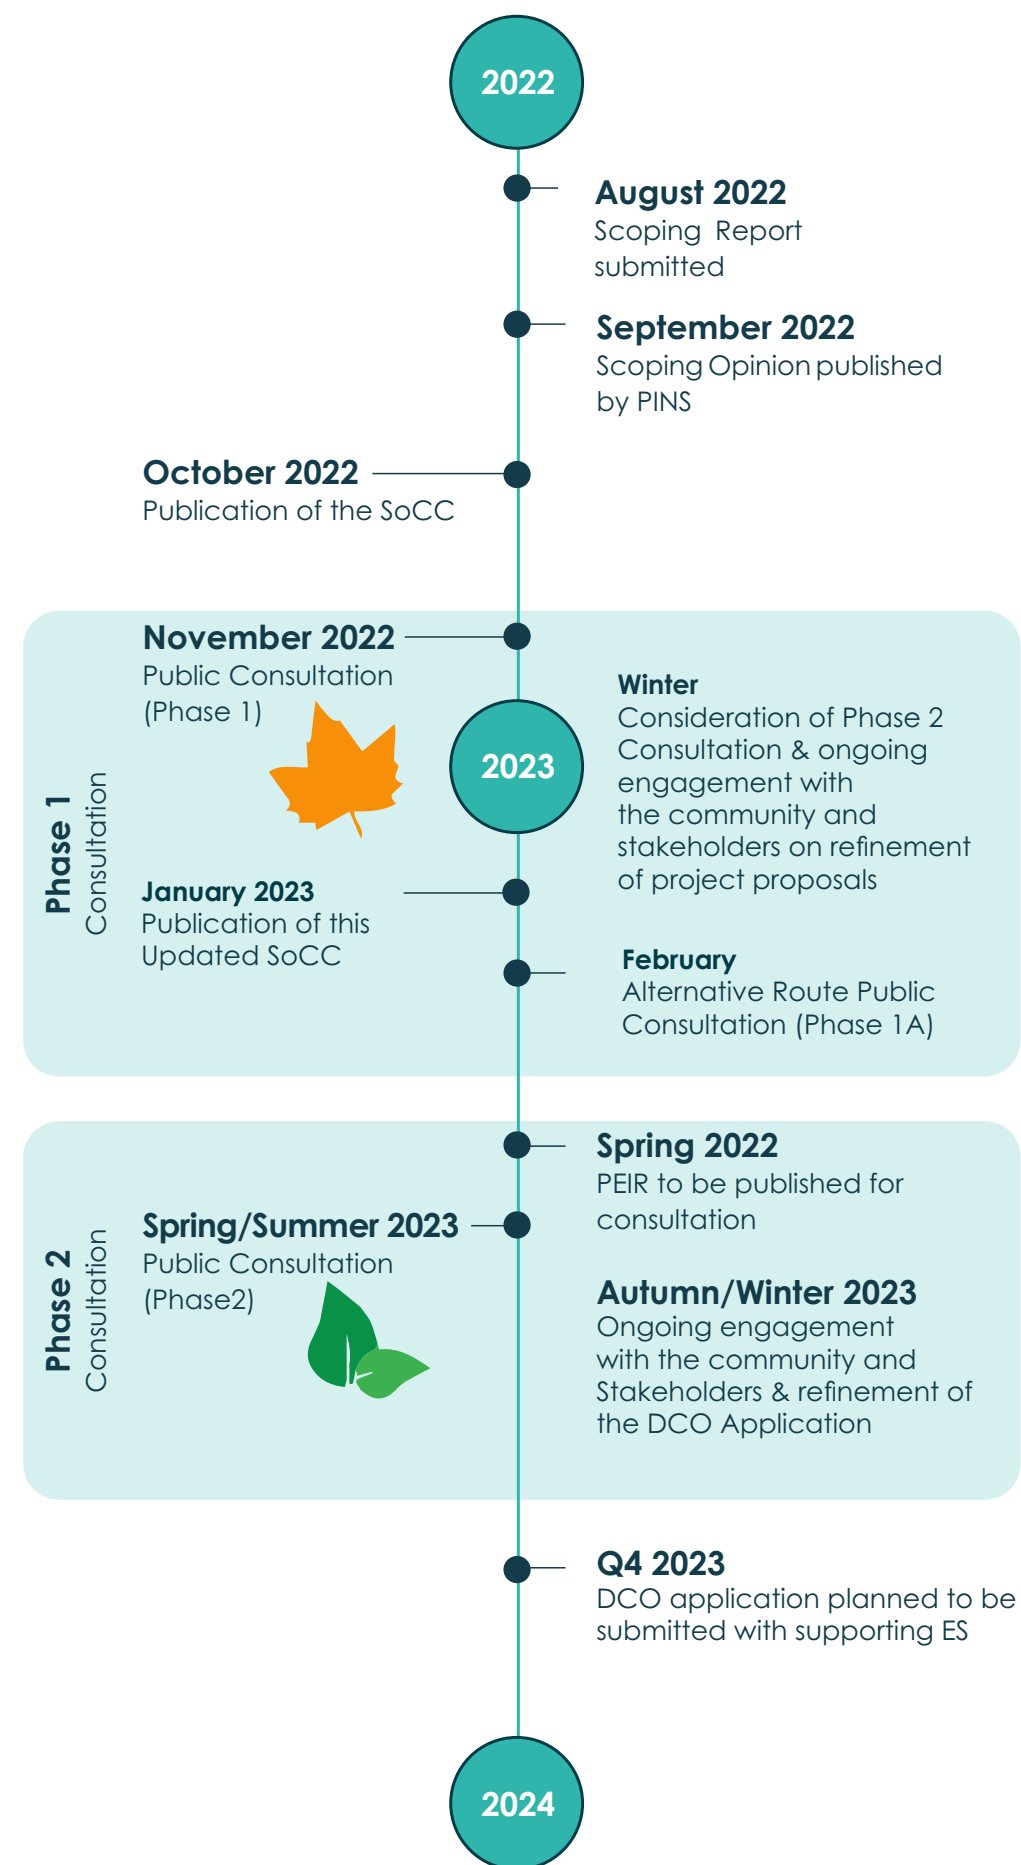 2022
August 2022
Scoping Report
submitted
September 2022
Scoping Opinion published
by PINS
October 2022
Publication of the SoCC
Phase 1
Consultation
November 2022
Public Consultation
(Phase 1)
2023
Winter
Consideration of Phase 2
Consultation & ongoing
engagement with
the community and
stakeholders on refinement
of project proposals
January 2023
Publication of this
Updated SoCC
February
Alternative Route Public
Consultation (Phase 1A)
Phase 2
Consultation
Spring 2022
PEIR to be published for
consultation
Spring/Summer 2023
Public Consultation
(Phase2)
Autumn/Winter 2023
Ongoing engagement
with the community and
Stakeholders & refinement of
the DCO Application
Q4 2023
DCO application planned to be
submitted with supporting ES
2024